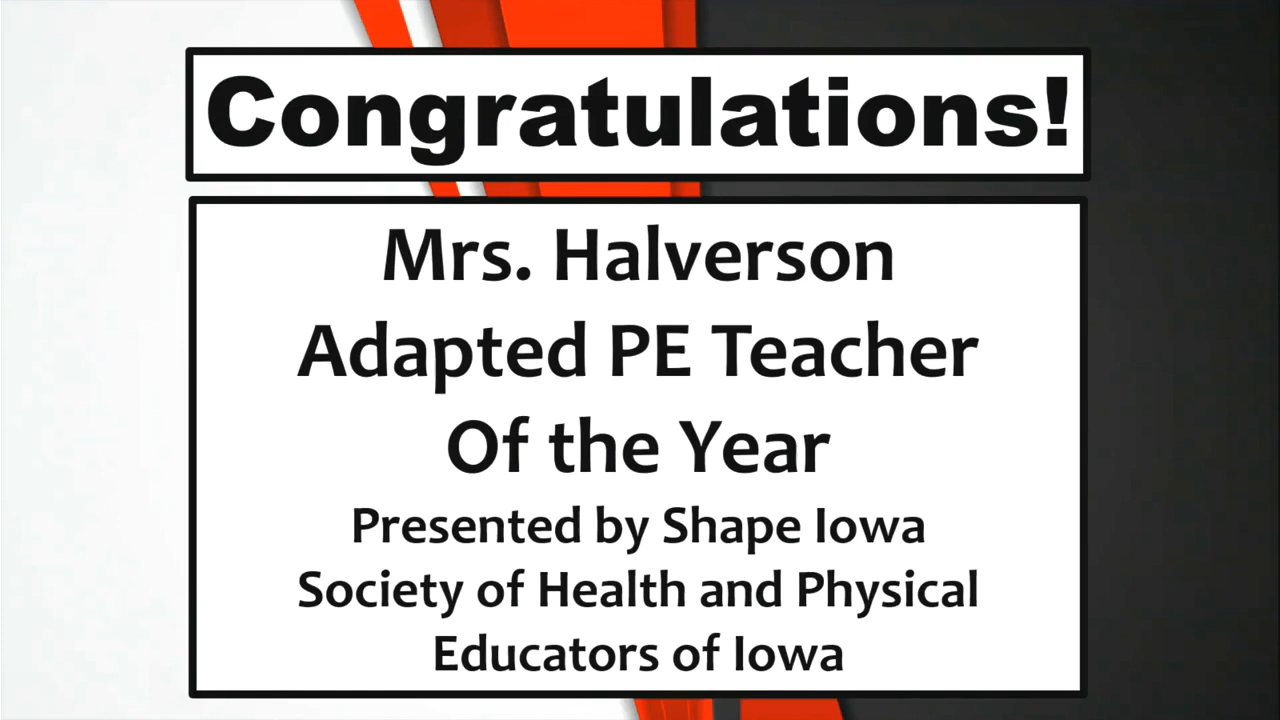 Congratulations!
Mrs. Halverson
Adapted PE Teacher
Of the Year
Presented by Shape Iowa
Society of Health and Physical
Educators of Iowa